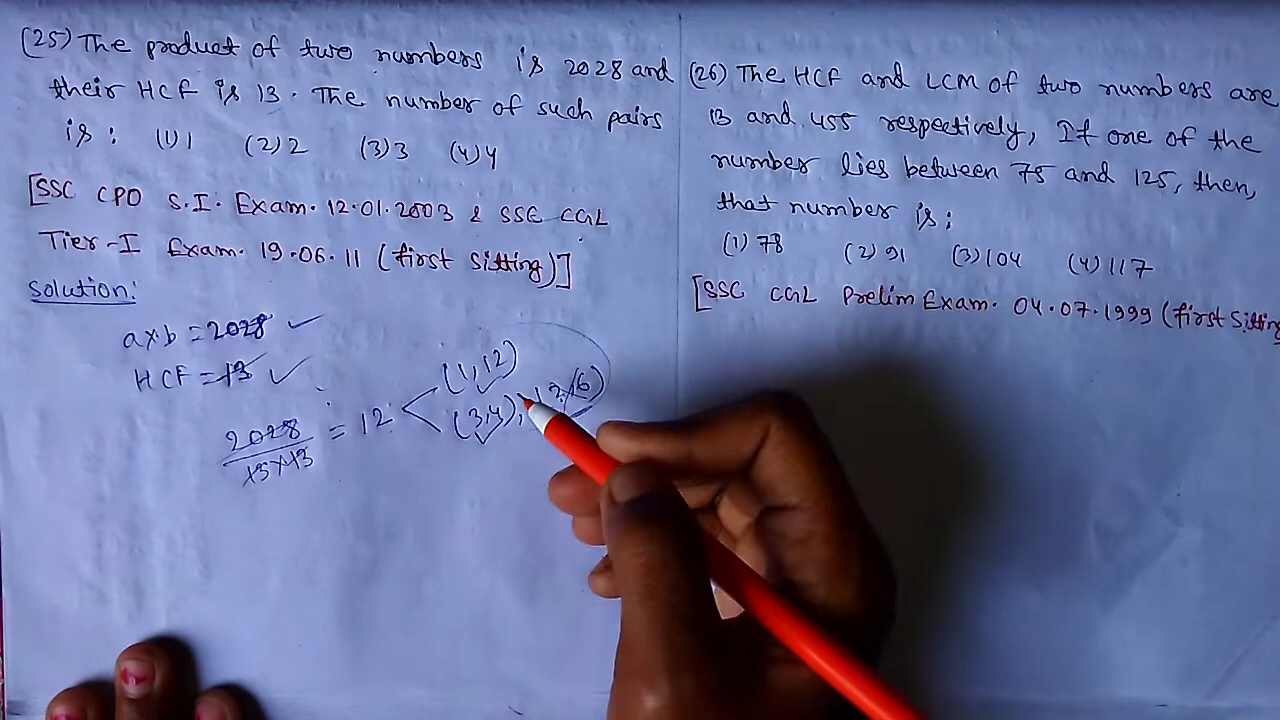 (25) The product of two numbers is 2028 and
their HCF is 13. The number of such pairs
is: (1) 1 (2) 2 (3) 3 (4) 4
[SSC CPO S.I. Exam. 12.01.2003 & SSC CGL
Tier-I Exam. 19.06.11 (First Sitting)]
Solution:
a×b = 2028 ✓
HCF = 13 ✓
2028
13×13
= 12
(1,12)
(3,4), (2,6)
(26) The HCF and LCM of two numbers are
13 and 455 respectively, If one of the
number lies between 75 and 125, then,
that number is:
(1) 78 (2) 91 (3) 104 (4) 117
[SSC CGL Prelim Exam. 04.07.1999 (First Sitting